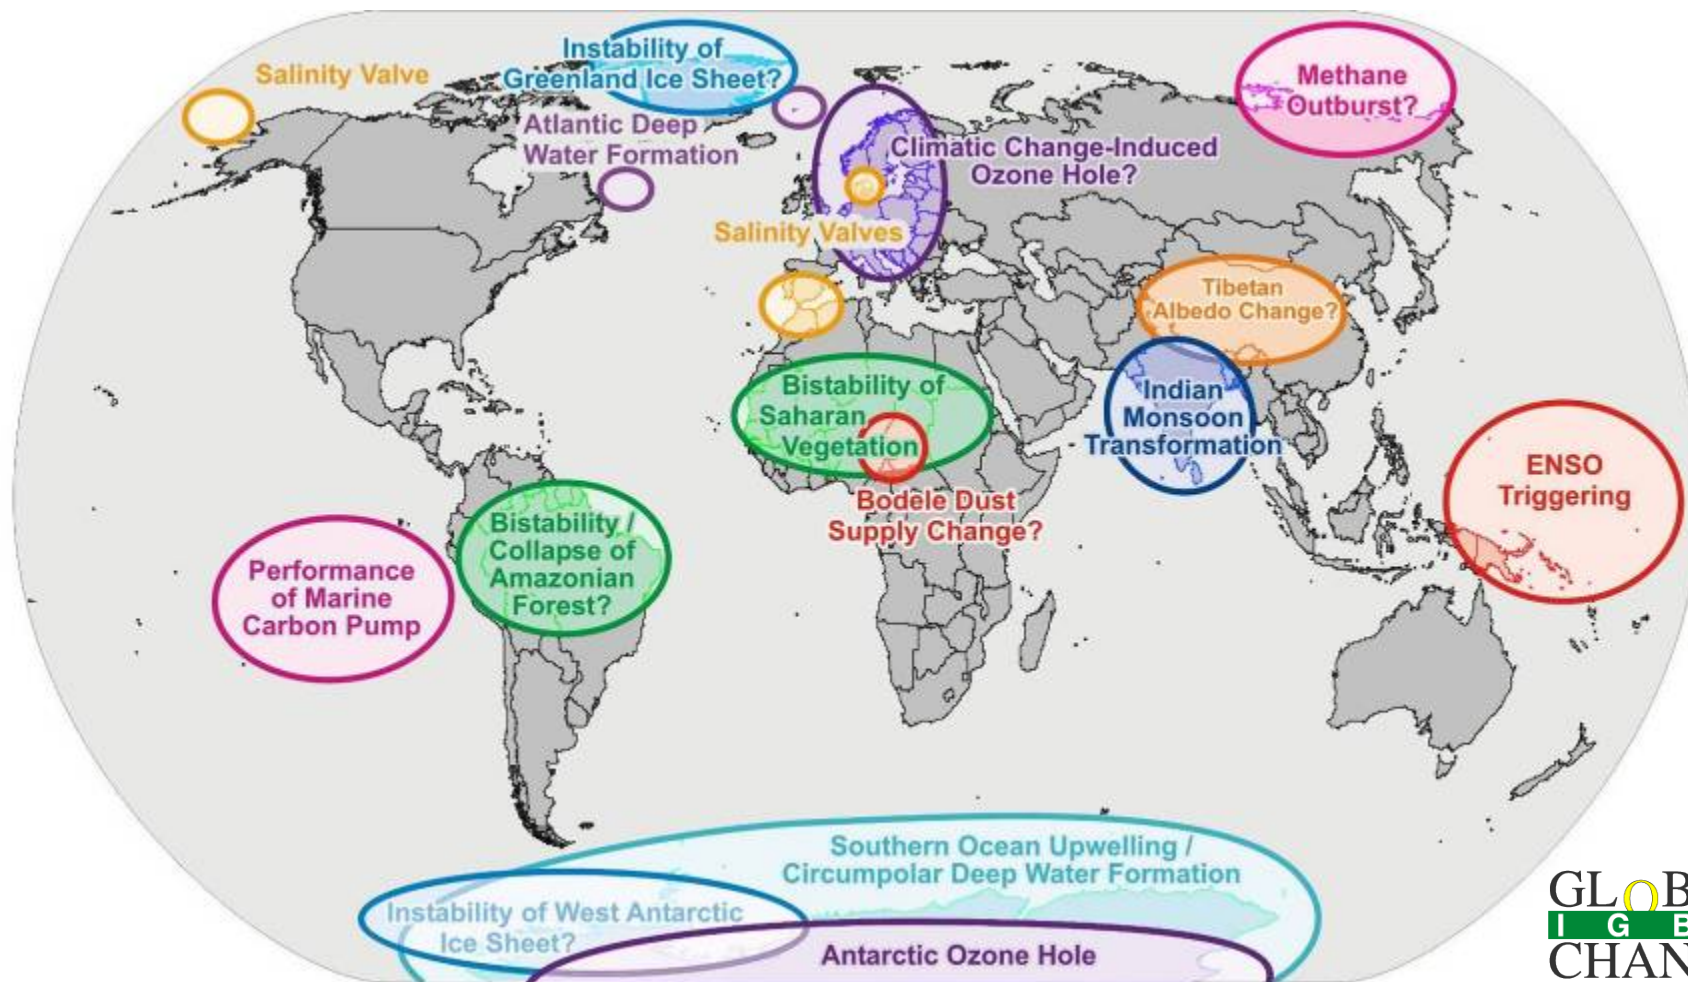 Salinity Valve
Instability of
Greenland Ice Sheet?
Methane
Outburst?
Atlantic Deep
Water Formation
Climatic Change-Induced
Ozone Hole?
Salinity Valves
Tibetan
Albedo Change?
Bistability of
Saharan
Vegetation
Indian
Monsoon
Transformation
ENSO
Triggering
Bodele Dust
Supply Change?
Bistability /
Collapse of
Amazonian
Forest?
Performance
of Marine
Carbon Pump
Southern Ocean Upwelling /
Circumpolar Deep Water Formation
Instability of West Antarctic
Ice Sheet?
Antarctic Ozone Hole
GLOB
I G B
CHAN